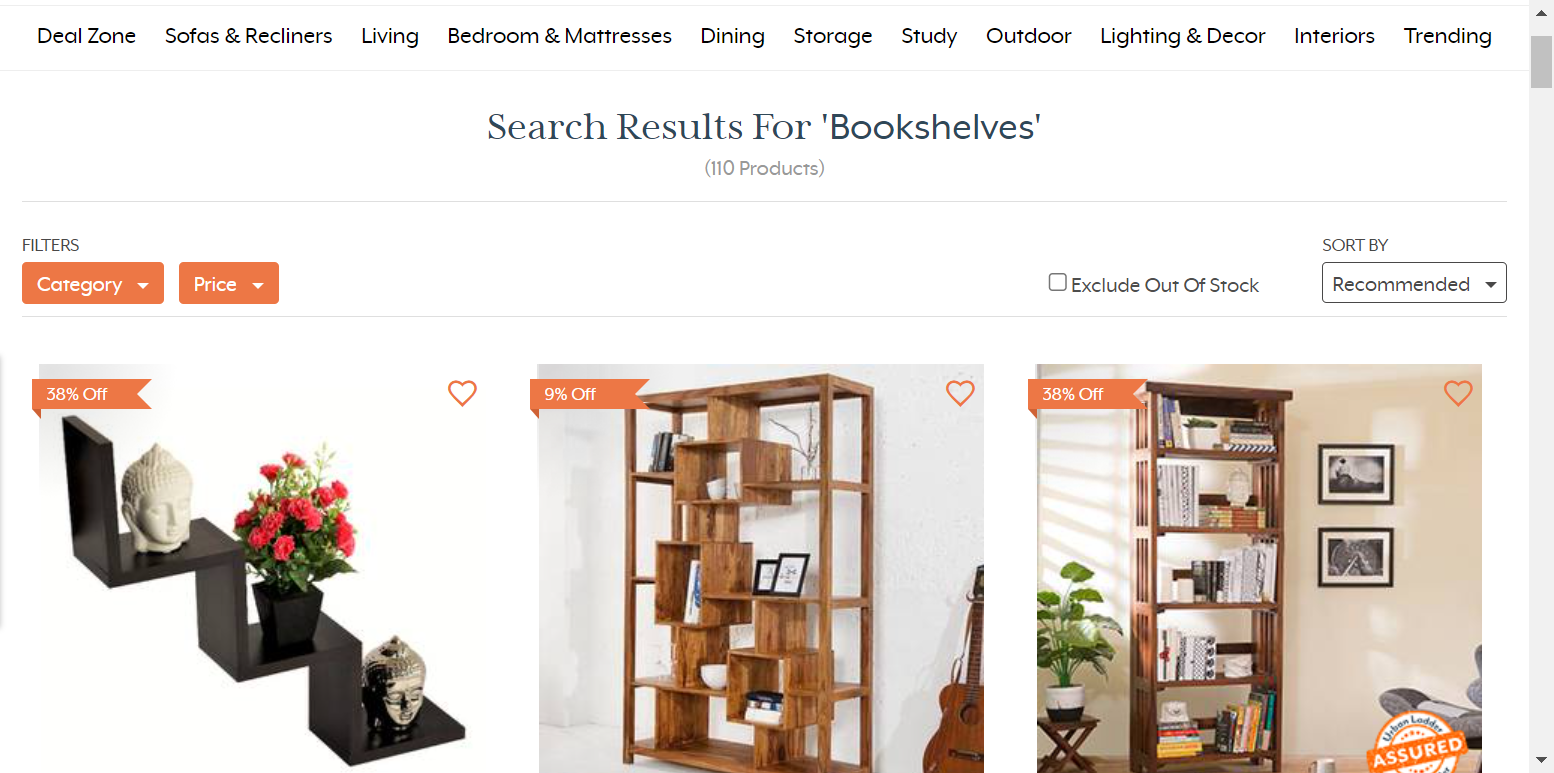 Deal Zone Sofas & Recliners Living Bedroom & Mattresses Dining Storage Study Outdoor Lighting & Decor Interiors Trending
Search Results For 'Bookshelves'
(110 Products)
FILTERS SORT BY
Category Price Exclude Out Of Stock Recommended
38% Off 9% Off 38% Off
Urban Ladder
ASSURED